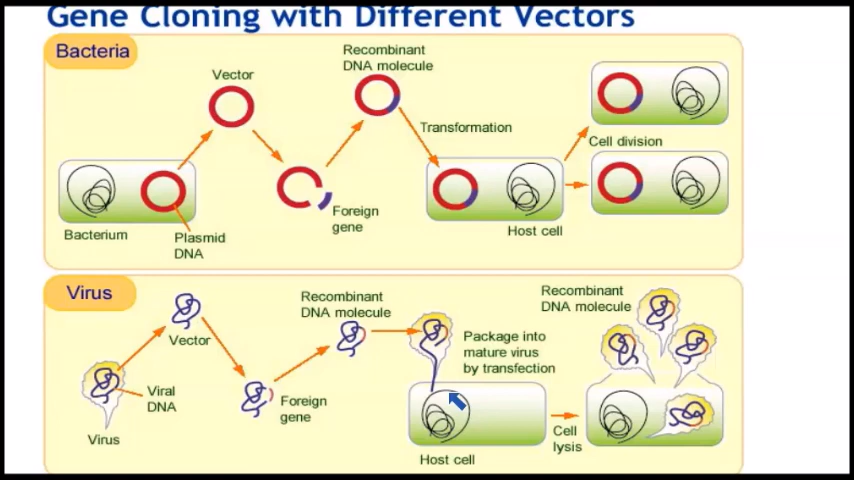 Gene Cloning with Different Vectors
Bacteria
Vector
Recombinant
DNA molecule
Transformation
Cell division
Foreign
gene
Host cell
Bacterium
Plasmid
DNA
Virus
Vector
Recombinant
DNA molecule
Recombinant
DNA molecule
Package into
mature virus
by transfection
Viral
DNA
Foreign
gene
Virus
Host cell
Cell
lysis